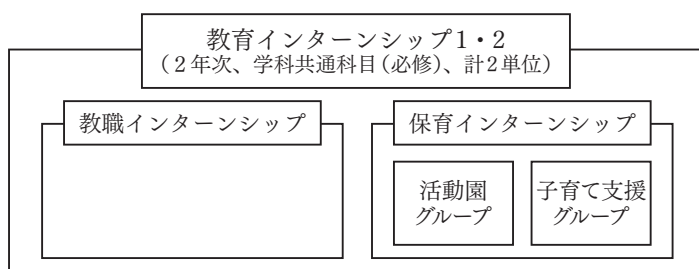 教育インターンシップ1・2
(2年次、学科共通科目(必修)、計2単位)
教職インターンシップ
保育インターンシップ
活動園
グループ
子育て支援
グループ